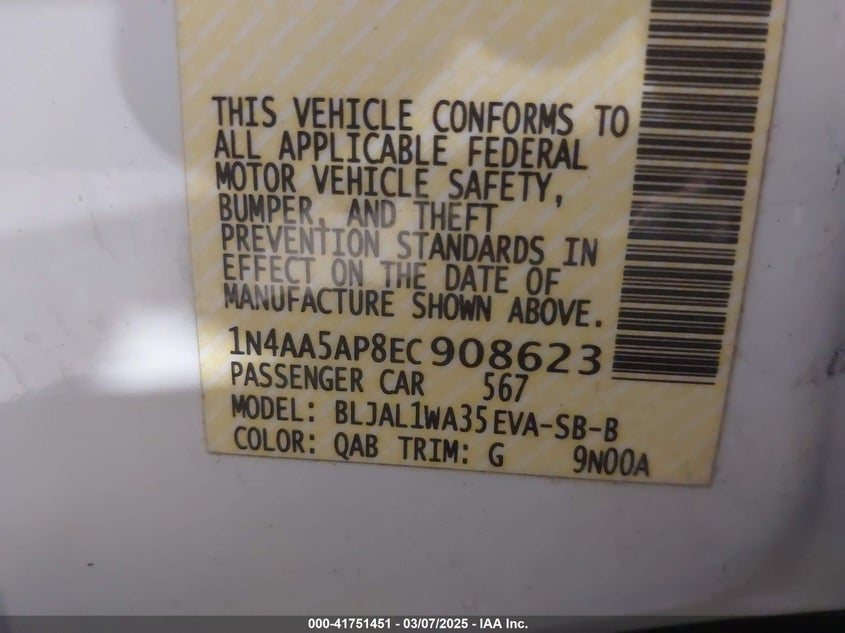 THIS VEHICLE CONFORMS TO
ALL APPLICABLE FEDERAL
MOTOR VEHICLE SAFETY,
BUMPER, AND THEFT
PREVENTION STANDARDS IN
EFFECT ON THE DATE OF
MANUFACTURE SHOWN ABOVE.
1N4AA5AP8EC908623
PASSENGER CAR 567
MODEL: BLJAL1WA35EVA-SB-B
COLOR: QAB TRIM: G 9N00A
000-41751451 - 03/07/2025 - IAA Inc.